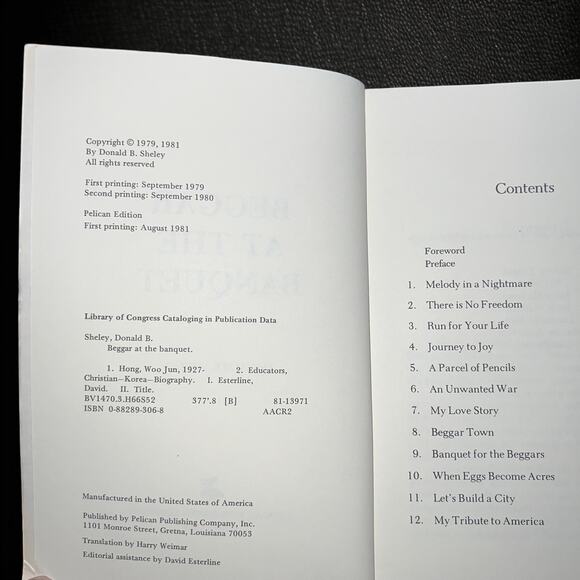 Copyright © 1979, 1981
By Donald B. Sheley
All rights reserved
First printing: September 1979
Second printing: September 1980
Pelican Edition
First printing: August 1981
BEGGAR
AT THE
BANQUET
Library of Congress Cataloging in Publication Data
Sheley, Donald B.
Beggar at the banquet.
1. Hong, Woo Jun, 1927- 2. Educators,
Christian—Korea—Biography. I. Esterline,
David. II. Title.
BV1470.3.H66S52 377'.8 [B] 81-13971
ISBN 0-88289-306-8 AACR2
Manufactured in the United States of America
Published by Pelican Publishing Company, Inc.
1101 Monroe Street, Gretna, Louisiana 70053
Translation by Harry Weimar
Editorial assistance by David Esterline
Contents
Foreword
Preface
1. Melody in a Nightmare
2. There is No Freedom
3. Run for Your Life
4. Journey to Joy
5. A Parcel of Pencils
6. An Unwanted War
7. My Love Story
8. Beggar Town
9. Banquet for the Beggars
10. When Eggs Become Acres
11. Let's Build a City
12. My Tribute to America